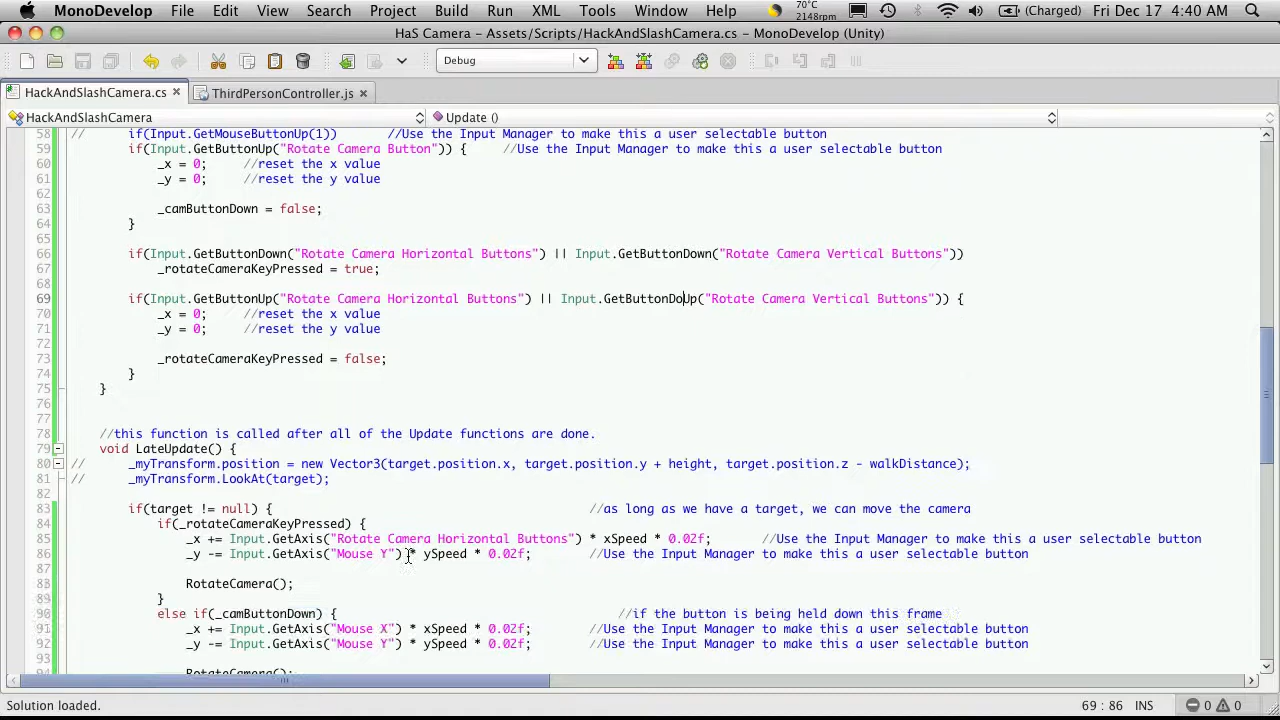 MonoDevelop File Edit View Search Project Build Run XML Tools Window Help 70°C 2148rpm (Charged) Fri Dec 17 4:40 AM
HaS Camera - Assets/Scripts/HackAndSlashCamera.cs - MonoDevelop (Unity)
Debug
HackAndSlashCamera.cs ThirdPersonController.js
HackAndSlashCamera Update ()
58 // if(Input.GetMouseButtonUp(1)) //Use the Input Manager to make this a user selectable button
59 if(Input.GetButtonUp("Rotate Camera Button")) { //Use the Input Manager to make this a user selectable button
60 _x = 0; //reset the x value
61 _y = 0; //reset the y value
62
63 _camButtonDown = false;
64 }
65
66 if(Input.GetButtonDown("Rotate Camera Horizontal Buttons") || Input.GetButtonDown("Rotate Camera Vertical Buttons"))
67 _rotateCameraKeyPressed = true;
68
69 if(Input.GetButtonUp("Rotate Camera Horizontal Buttons") || Input.GetButtonDoUp("Rotate Camera Vertical Buttons")) {
70 _x = 0; //reset the x value
71 _y = 0; //reset the y value
72
73 _rotateCameraKeyPressed = false;
74 }
75 }
76
77
78 //this function is called after all of the Update functions are done.
79 void LateUpdate() {
80 // _myTransform.position = new Vector3(target.position.x, target.position.y + height, target.position.z - walkDistance);
81 // _myTransform.LookAt(target);
82
83 if(target != null) { //as long as we have a target, we can move the camera
84 if(_rotateCameraKeyPressed) {
85 _x += Input.GetAxis("Rotate Camera Horizontal Buttons") * xSpeed * 0.02f; //Use the Input Manager to make this a user selectable button
86 _y -= Input.GetAxis("Mouse Y") * ySpeed * 0.02f; //Use the Input Manager to make this a user selectable button
87
88 RotateCamera();
89 }
90 else if(_camButtonDown) { //if the button is being held down this frame
91 _x += Input.GetAxis("Mouse X") * xSpeed * 0.02f; //Use the Input Manager to make this a user selectable button
92 _y -= Input.GetAxis("Mouse Y") * ySpeed * 0.02f; //Use the Input Manager to make this a user selectable button
93
94 RotateCamera();
Solution loaded. 69 : 86 INS 0 0